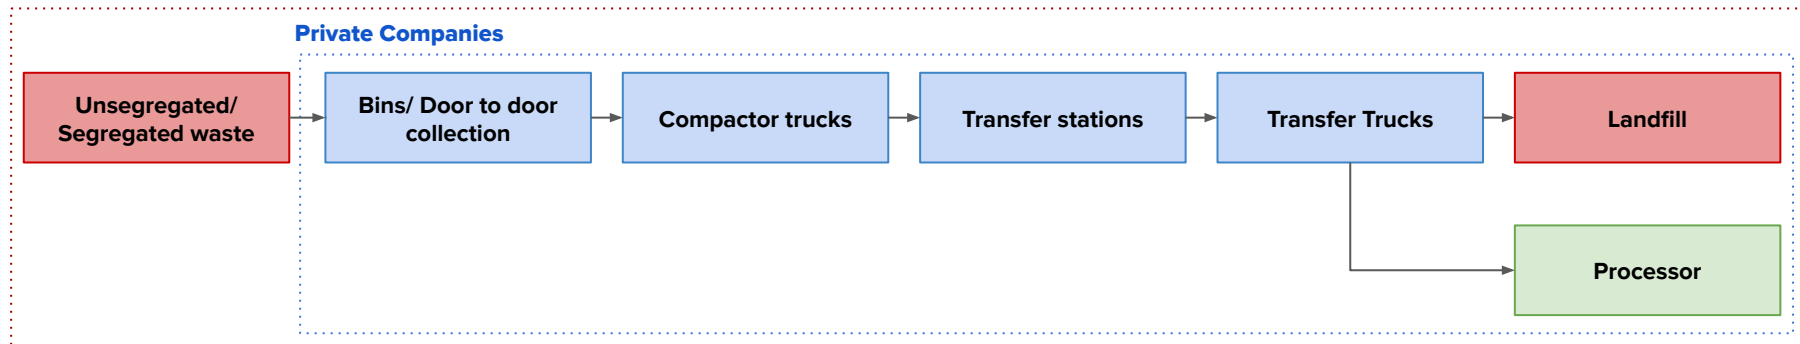 Private Companies
Unsegregated/
Segregated waste
Bins/ Door to door
collection
Compactor trucks
Transfer stations
Transfer Trucks
Landfill
Processor